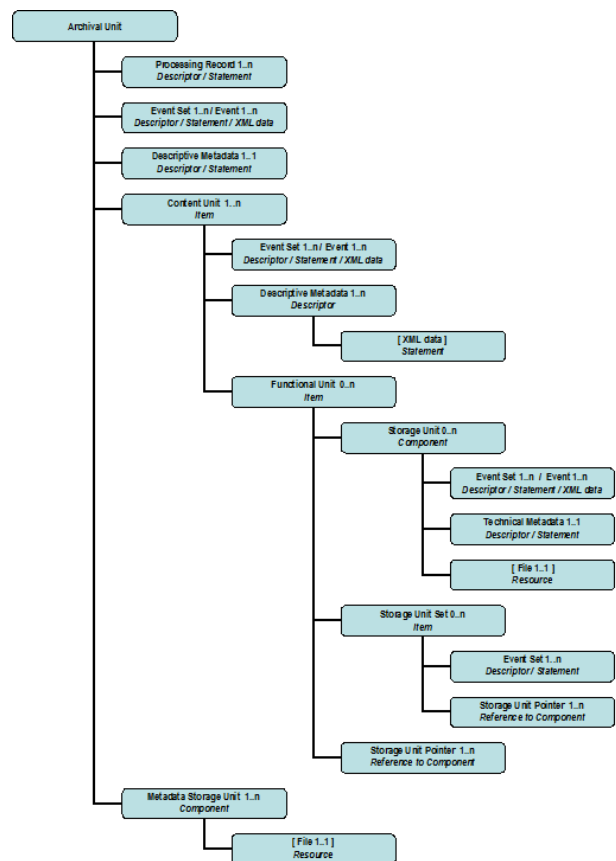 Archival Unit
Processing Record 1..n
Descriptor / Statement
Event Set 1..n / Event 1..n
Descriptor / Statement / XML data
Descriptive Metadata 1..1
Descriptor / Statement
Content Unit 1..n
Item
Event Set 1..n / Event 1..n
Descriptor / Statement / XML data
Descriptive Metadata 1..n
Descriptor
[ XML data ]
Statement
Functional Unit 0..n
Item
Storage Unit 0..n
Component
Event Set 1..n / Event 1..n
Descriptor / Statement / XML data
Technical Metadata 1..1
Descriptor / Statement
[ File 1..1 ]
Resource
Storage Unit Set 0..n
Item
Event Set 1..n
Descriptor / Statement
Storage Unit Pointer 1..n
Reference to Component
Storage Unit Pointer 1..n
Reference to Component
Metadata Storage Unit 1..n
Component
[ File 1..1 ]
Resource